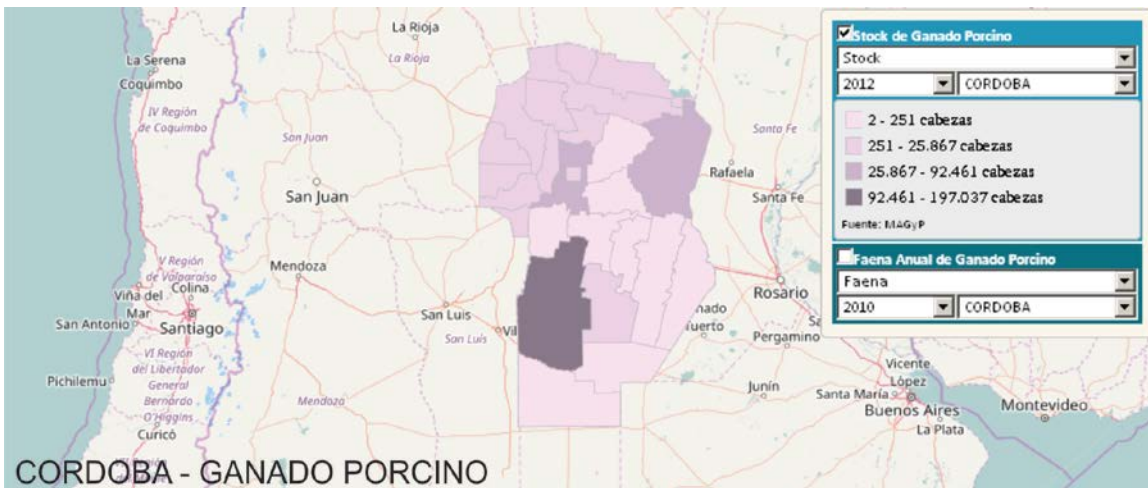 La Rioja
La Rioja
La Serena
Coquimbo
IV Región
de Coquimbo
San Juan
San Juan
Santa Fe
Rafaela
Santa Fe
Mendoza
V Región
de Valparaíso
Viña del
Mar
Colina
San Antonio
Santiago
San Luis
San Luis
Rosario
Pergamino
VI Región
del Libertador
General
Bernardo
O'Higgins
Pichilemu
Curicó
Mendoza
Junín
Vicente
López
Santa María
Buenos Aires
La Plata
Montevideo
Stock de Ganado Porcino
Stock
2012 CORDOBA
2 - 251 cabezas
251 - 25.867 cabezas
25.867 - 92.461 cabezas
92.461 - 197.037 cabezas
Fuente: MAGyP
Faena Anual de Ganado Porcino
Faena
2010 CORDOBA
CORDOBA - GANADO PORCINO